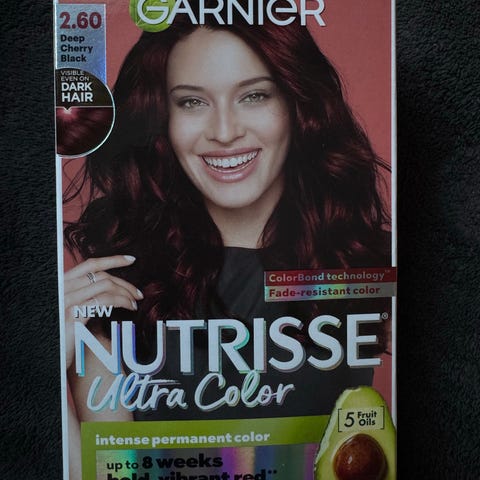 GARNIER
2.60
Deep
Cherry
Black
VISIBLE
EVEN ON
DARK
HAIR
ColorBond technology™
Fade-resistant color
NEW
NUTRISSE®
Ultra Color
5 Fruit
Oils
intense permanent color
up to 8 weeks
bold, vibrant red**